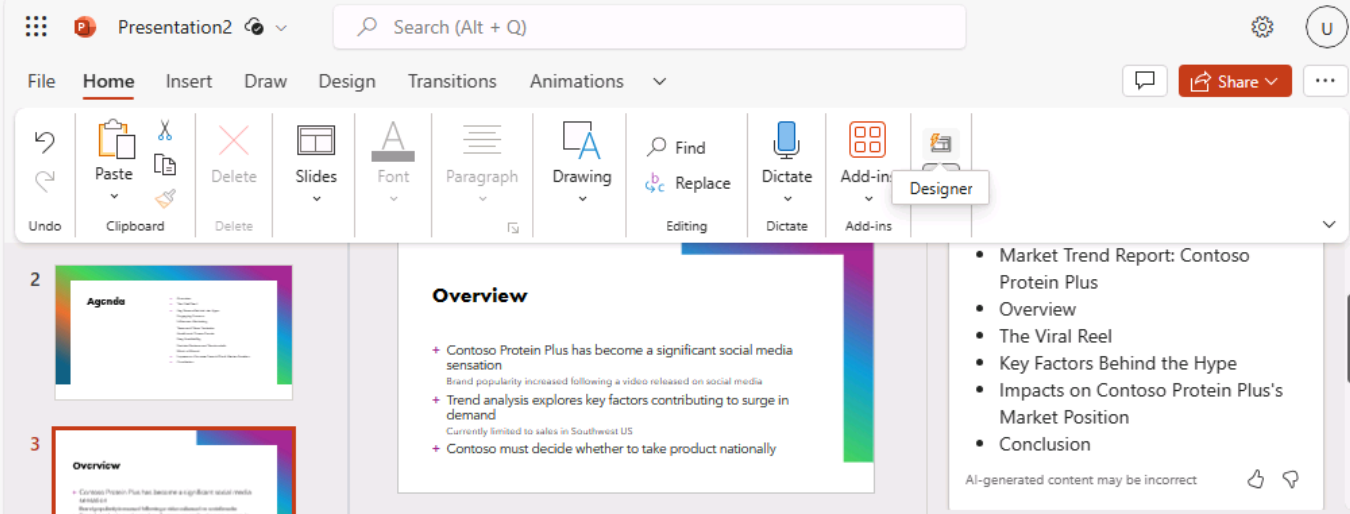 Presentation2
Search (Alt + Q)
U
File Home Insert Draw Design Transitions Animations
Share
Paste
Delete
Slides
Font
Paragraph
Drawing
Find
Replace
Dictate
Add-ins
Designer
Undo
Clipboard
Delete
Editing
Dictate
Add-ins
2
Agenda
3
Overview
Overview
+ Contoso Protein Plus has become a significant social media
sensation
Brand popularity increased following a video released on social media
+ Trend analysis explores key factors contributing to surge in
demand
Currently limited to sales in Southwest US
+ Contoso must decide whether to take product nationally
• Market Trend Report: Contoso
Protein Plus
• Overview
• The Viral Reel
• Key Factors Behind the Hype
• Impacts on Contoso Protein Plus's
Market Position
• Conclusion
AI-generated content may be incorrect